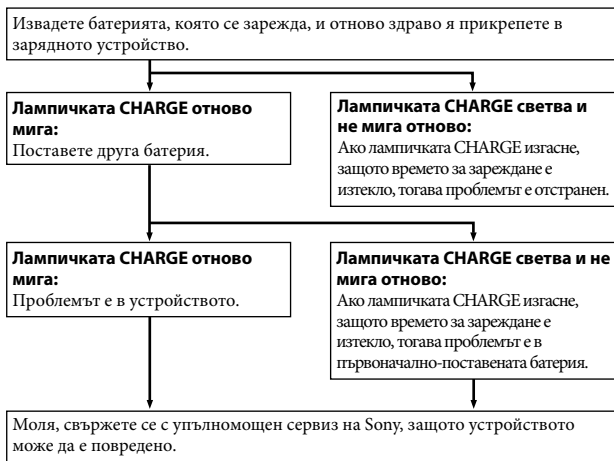 Извадете батерията, която се зарежда, и отново здраво я прикрепете в
зарядното устройство.
Лампичката CHARGE отново
мига:
Поставете друга батерия.
Лампичката CHARGE светва и
не мига отново:
Ако лампичката CHARGE изгасне,
защото времето за зареждане е
изтекло, тогава проблемът е отстранен.
Лампичката CHARGE отново
мига:
Проблемът е в устройството.
Лампичката CHARGE светва и не
мига отново:
Ако лампичката CHARGE изгасне,
защото времето за зареждане е
изтекло, тогава проблемът е в
първоначално-поставената батерия.
Моля, свържете се с упълномощен сервиз на Sony, защото устройството
може да е повредено.